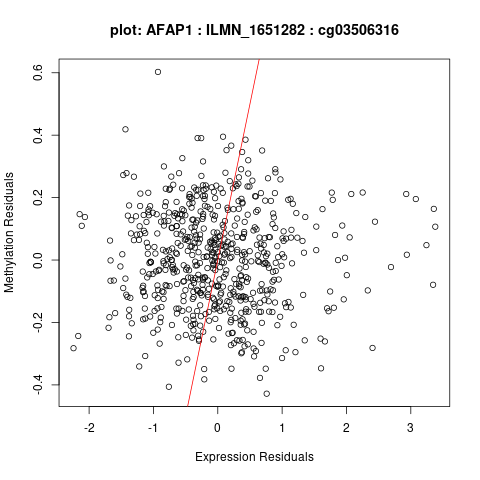 plot: AFAP1 : ILMN_1651282 : cg03506316
0.6
0.4
0.2
0.0
-0.2
-0.4
Methylation Residuals
-2 -1 0 1 2 3
Expression Residuals